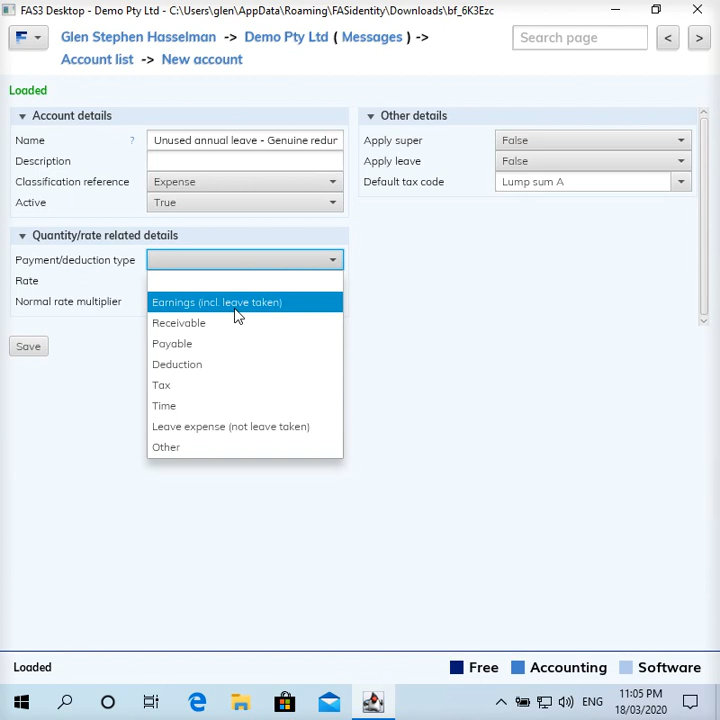 FAS3 Desktop - Demo Pty Ltd - C:\Users\glen\AppData\Roaming\FASidentity\Downloads\bf_6K3Ezc
Glen Stephen Hasselman -> Demo Pty Ltd ( Messages ) ->
Account list -> New account
Search page
< >
Loaded
Account details
Name ? Unused annual leave - Genuine redur
Description
Classification reference Expense
Active True
Quantity/rate related details
Payment/deduction type
Rate
Normal rate multiplier
Earnings (incl. leave taken)
Receivable
Payable
Deduction
Tax
Time
Leave expense (not leave taken)
Other
Save
Other details
Apply super False
Apply leave False
Default tax code Lump sum A
Loaded
Free Accounting Software
ENG
11:05 PM
18/03/2020